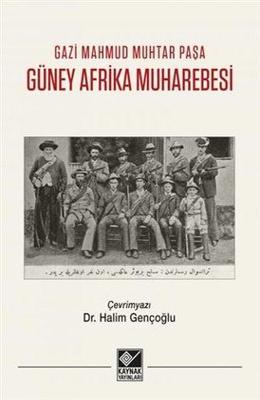 GAZİ MAHMUD MUHTAR PAŞA
GÜNEY AFRİKA MUHAREBESİ
Çevrimyazı
Dr. Halim Gençoğlu
KAYNAK
YAYINLARI